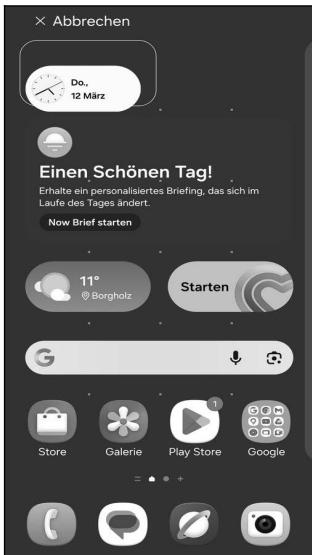 × Abbrechen
Do.,
12 März
Einen Schönen Tag!
Erhalte ein personalisiertes Briefing, das sich im
Laufe des Tages ändert.
Now Brief starten
11°
Borgholz
Starten
G
1
Store
Galerie
Play Store
Google